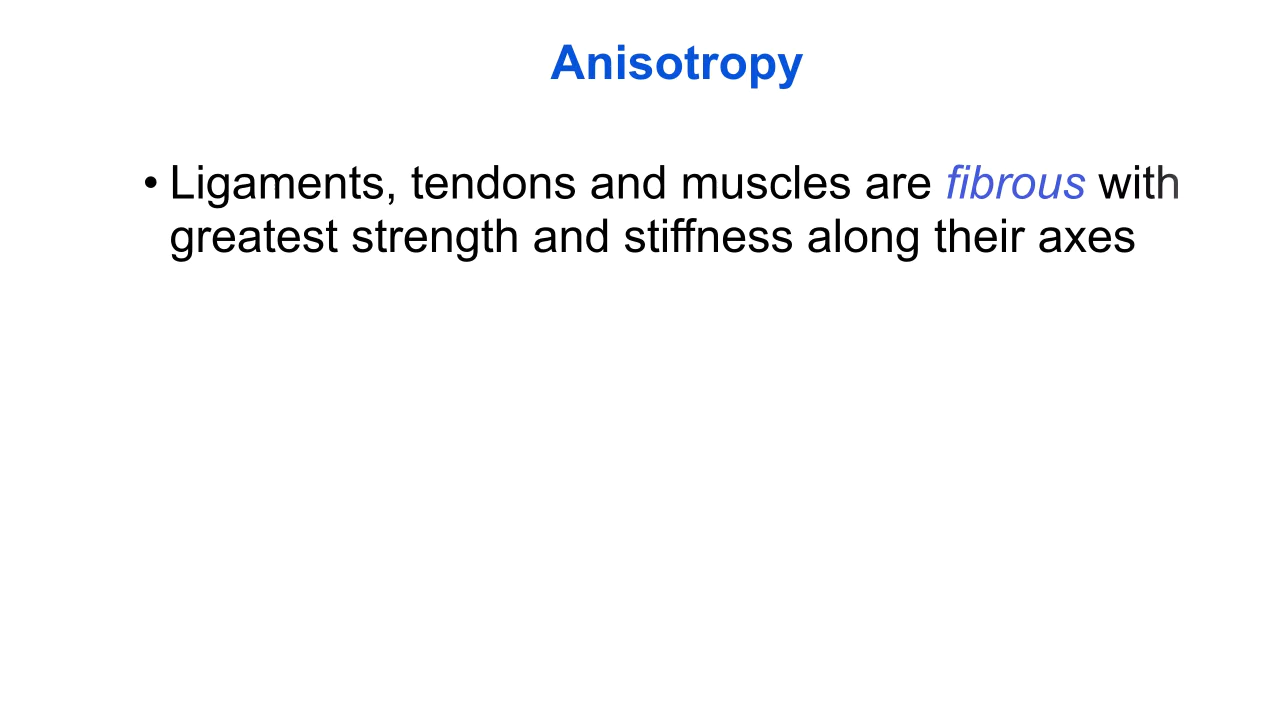 Anisotropy
• Ligaments, tendons and muscles are fibrous with
greatest strength and stiffness along their axes